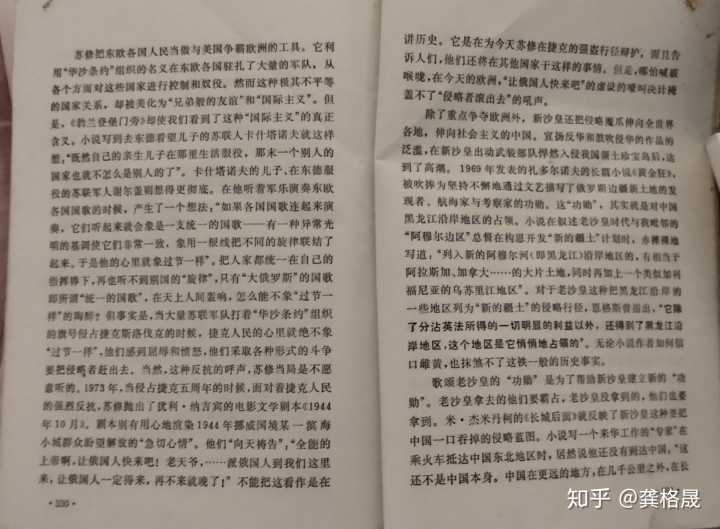 苏修把东欧各国人民当做与美国争霸欧洲的工具。它利
用“华沙条约”组织的名义在东欧各国驻扎了大量的军队，从
各个方面对这些国家进行控制和奴役。然而这种极其不平等
的国家关系，却被美化为“兄弟般的友谊”和“国际主义”。但
是，《勃兰登堡门旁》却使我们看到了这种“国际主义”的真正
含义。小说写到去东德看望儿子的苏联人卡什塔诺夫就这样
想：“既然自己的亲生儿子在那里生活服役，那末一个别人的
国家也就不怎么是别人的了”。卡什塔诺夫的儿子，在东德服
役的苏联军人谢尔盖则想得更彻底。在他听着军乐演奏东欧
各国国歌的时候，产生了一个想法：“如果各国国歌连起来演
奏，它们听起来就会象是一支统一的国歌——有一种异常光
明的基调使它们非常一致，象用一根线把不同的旋律联结了
起来。于是他的心里就象过节一样”。把人家都统一在自己的
指挥棒下，再也听不到别国的“旋律”，只有“大俄罗斯”的国歌
即所谓“统一的国歌”，在天上人间轰响，怎么能不象“过节一
样”的陶醉？但事实是，当大量苏联军队打着“华沙条约”组织
的旗号侵占捷克斯洛伐克的时候，捷克人民的心里就绝不象
“过节一样”，他们感到屈辱和愤怒，他们采取各种形式的斗争
要把侵略者赶出去。当然，这种反抗的呼声，苏修当局是不愿
意听的。1973年，当侵占捷克五周年的时候，面对着捷克人民
的强烈反抗，苏修抛出了犹利·纳吉宾的电影文学剧本《1944
年10月》。剧本别有用心地渲染1944年挪威国境某一滨海
小城群众盼望解放的“急切心情”。他们“向天祷告”：“全能的
上帝啊，让俄国人快来吧！老天爷，……派俄国人到我们这里
来，让俄国人一定得来，再不来就晚了！”不能把这看作是在
·330·
讲历史。它是在为今天苏修在捷克的强盗行径辩护，而且告
诉人们，他们还将在其他国家干这样的事情。但是，哪怕喊破
喉咙，在今天的欧洲，“让俄国人快来吧”的虚谎的嚎叫决计掩
盖不了“侵略者滚出去”的吼声。
除了重点争夺欧洲外，新沙皇还把侵略魔爪伸向全世界
各地，伸向社会主义的中国。宣扬反华和鼓吹侵华的作品的
泛滥，在新沙皇出动武装部队悍然入侵我国领土珍宝岛后，达
到了高潮。1969年发表的扎多尔诺夫的长篇小说《黄金狂》，
被吹捧为坚持不懈地通过文艺描写了俄罗斯边疆新土地的发
现者、航海家与考察家的功勋。这“功勋”，其实就是对中国
黑龙江沿岸地区的占领。小说在叙述老沙皇时代与我毗邻的
“阿穆尔边区”总督在构思开发“新的疆土”计划时，赤裸裸地
写道：“列入新的阿穆尔河（即黑龙江）沿岸地区的，有相当于
阿拉斯加、加拿大……的大片土地，同时再加上一个类似加利
福尼亚的乌苏里江地区”。对于老沙皇这种把黑龙江沿岸的
一些地区列为“新的疆土”的侵略行径，恩格斯曾指出，“它除
了分沾英法所得的一切明显的利益以外，还得到了黑龙江沿
岸地区，这个地区是它悄悄地占领的”。无论小说作者如何信
口雌黄，也抹煞不了这铁一般的历史事实。
歌颂老沙皇的“功勋”是为了帮助新沙皇建立新的“功
勋”。老沙皇拿去的他们要霸占，老沙皇没拿到的，他们也要
拿到。米·杰米丹柯的《长城后面》就反映了新沙皇这种要把
中国一口吞掉的侵略蓝图。小说写一个来华工作的“专家”在
乘火车抵达中国东北地区时，居然说他还没有到达中国，“这
还不是中国本身。中国在更远的地方，在几千公里之外，在长
知乎 @龚格晟